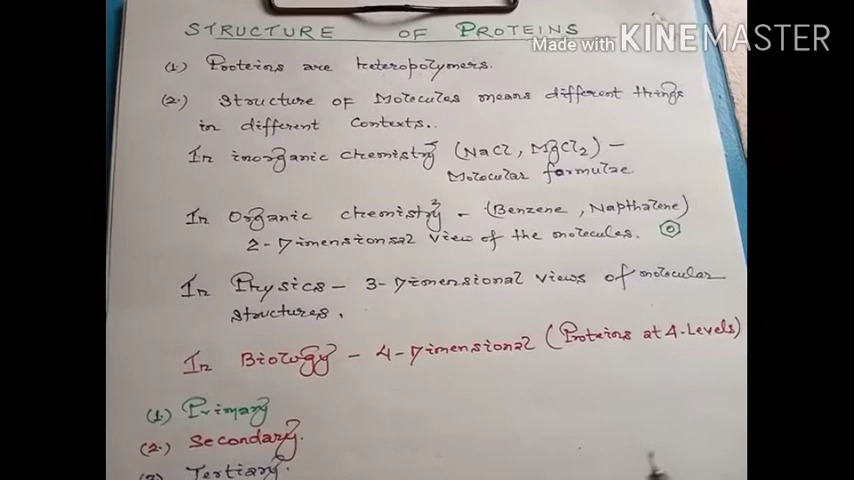 STRUCTURE OF PROTEINS
Made with KINEMASTER
(1) Proteins are heteropolymers.
(2.) Structure of Molecules means different things
in different Contexts..
In inorganic chemistry (NaCl, MgCl2) –
Molecular formulae
In Organic chemistry - (Benzene, Napthalene)
2-Dimensionsal view of the molecules.
In Physics – 3-Dimensional views of molecular
structures.
In Biology – 4-Dimensional (Proteins at 4-Levels)
(1.) Primary
(2.) Secondary.
(3) Tertiary.